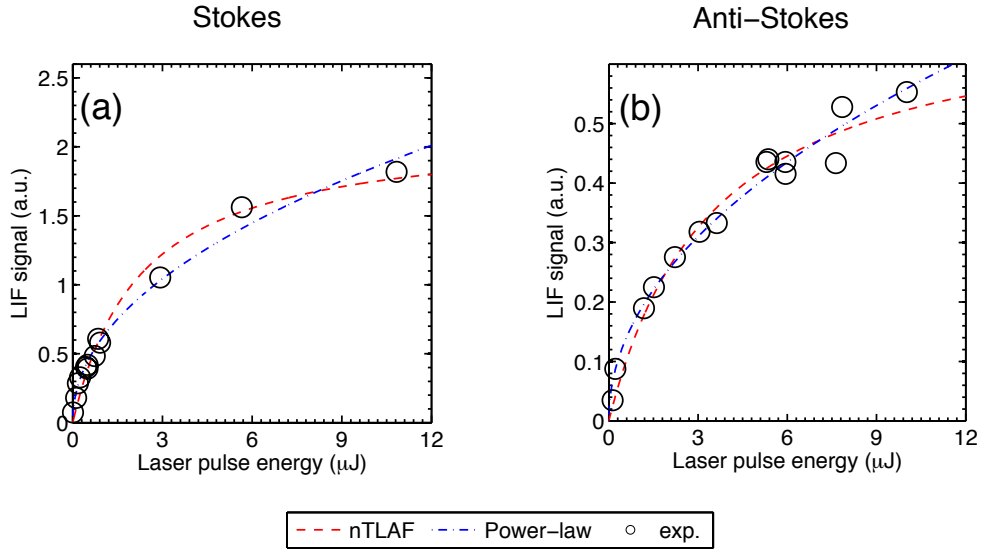 Stokes
Anti−Stokes
(a)
2.5
2
1.5
1
0.5
0
LIF signal (a.u.)
0 3 6 9 12
Laser pulse energy (μJ)
(b)
0.5
0.4
0.3
0.2
0.1
0
LIF signal (a.u.)
0 3 6 9 12
Laser pulse energy (μJ)
nTLAF Power−law exp.